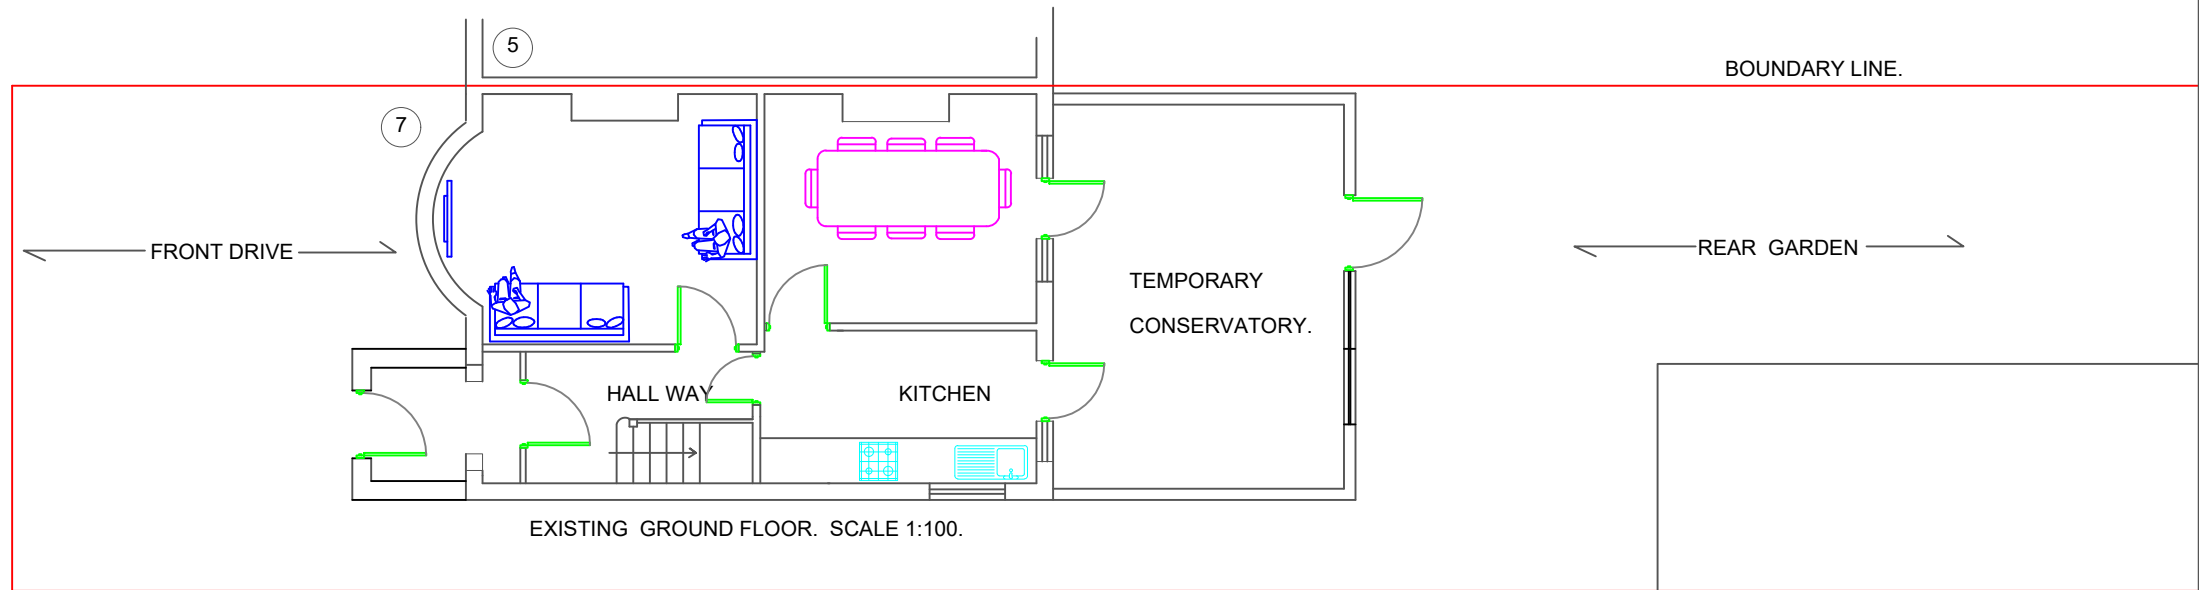 5
BOUNDARY LINE.
7
FRONT DRIVE
REAR GARDEN
TEMPORARY
CONSERVATORY.
HALL WAY
KITCHEN
EXISTING GROUND FLOOR. SCALE 1:100.